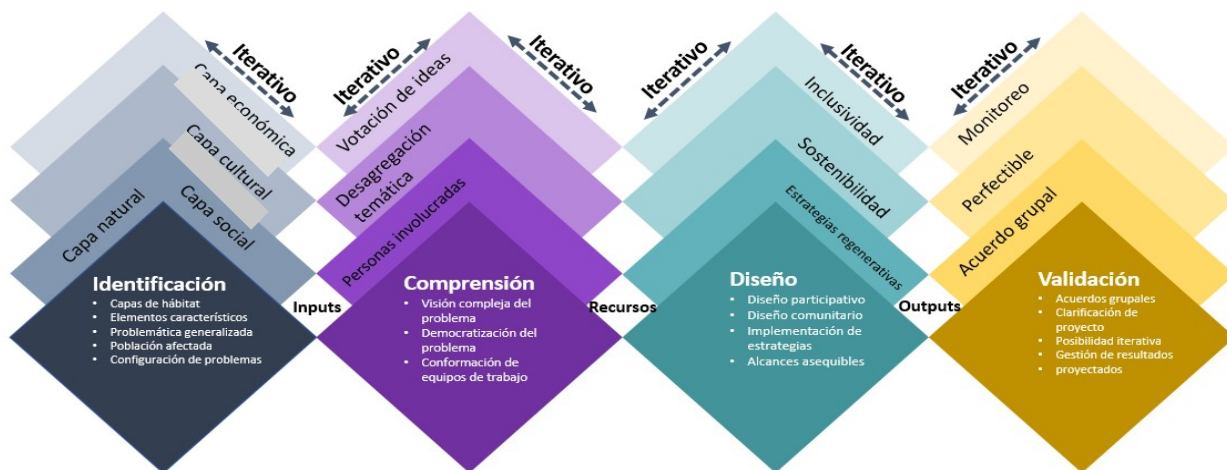 Iterativo
Iterativo
Iterativo
Iterativo
Iterativo
Iterativo
Capa económica
Capa cultural
Capa social
Capa natural
Identificación
• Capas de hábitat
• Elementos característicos
• Problemática generalizada
• Población afectada
• Configuración de problemas
Inputs
Votación de ideas
Desagregación
temática
Personas involucradas
Comprensión
• Visión compleja del
problema
• Democratización del
problema
• Conformación de
equipos de trabajo
Recursos
Inclusividad
Sostenibilidad
Estrategias regenerativas
Diseño
• Diseño participativo
• Diseño comunitario
• Implementación de
estrategias
• Alcances asequibles
Outputs
Monitoreo
Perfectible
Acuerdo grupal
Validación
• Acuerdos grupales
• Clarificación de
proyecto
• Posibilidad iterativa
• Gestión de resultados
• proyectados